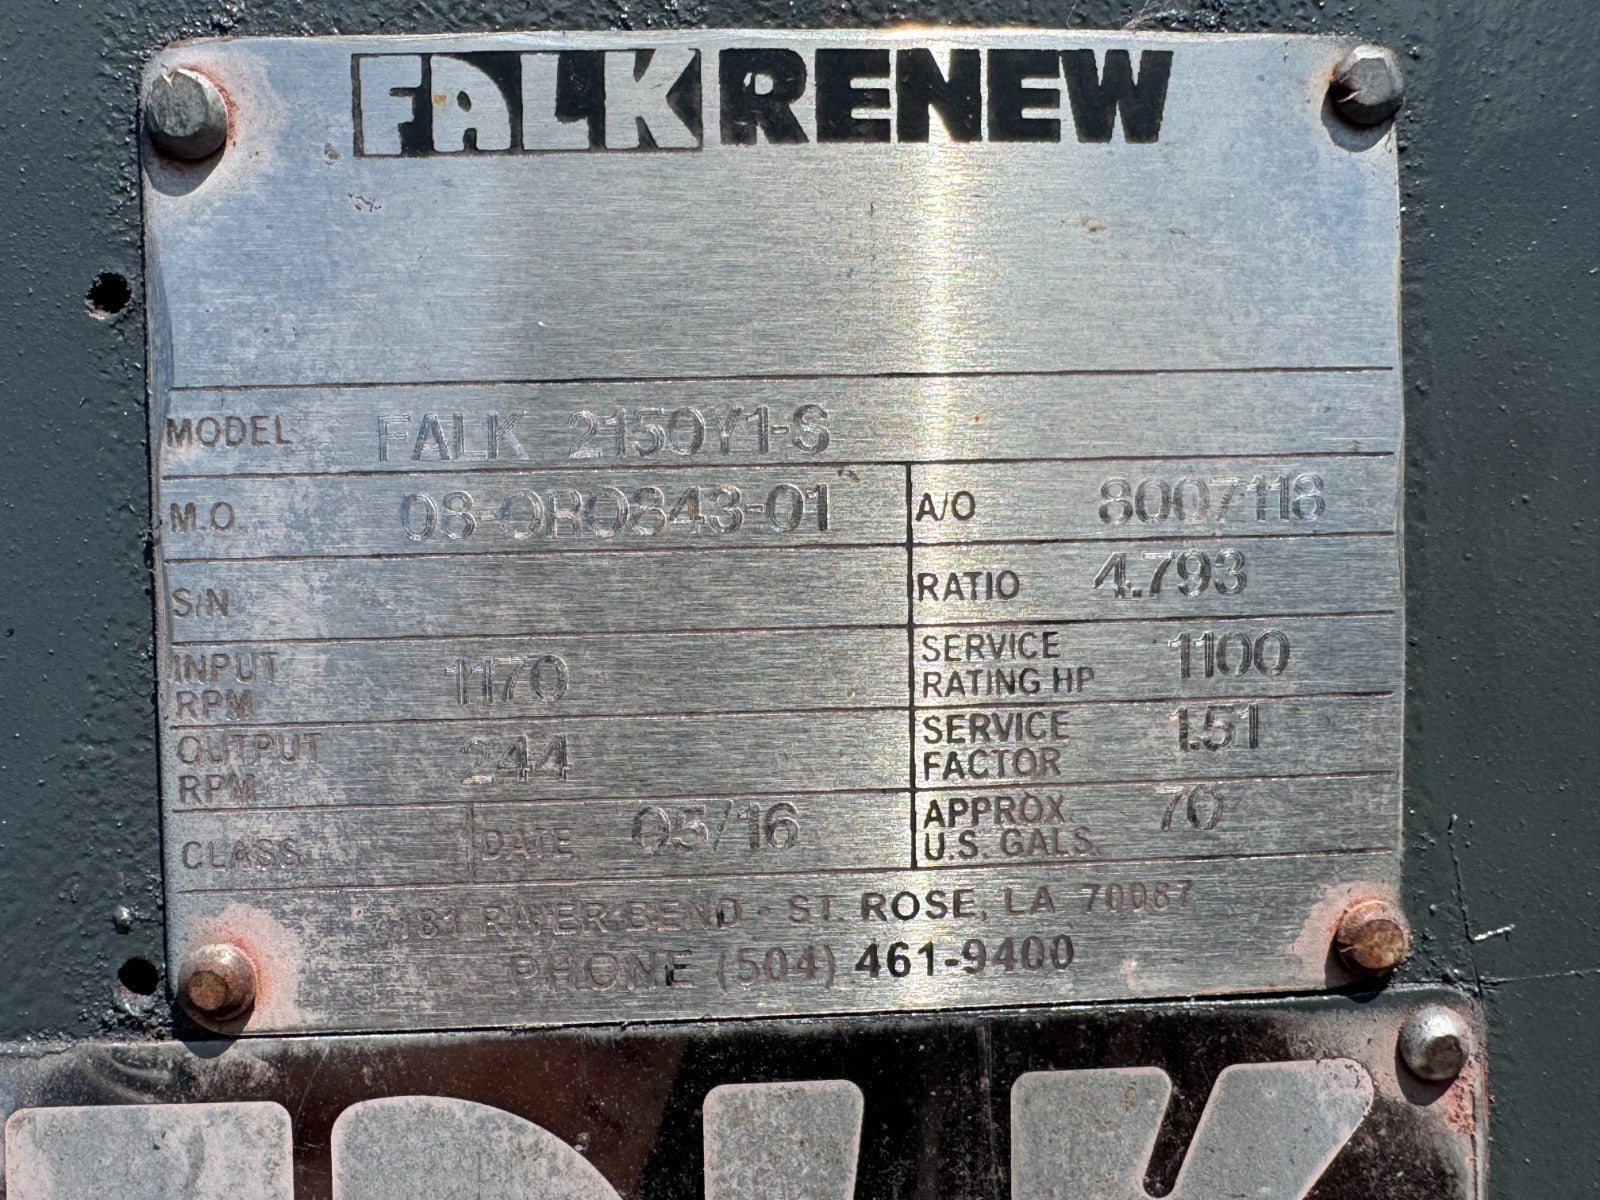 FALK RENEW
MODEL FALK 2150Y1-S
M.O. 08-OBO843-01 A/O 8007118
S/N RATIO 4.793
INPUT RPM 1170 SERVICE RATING HP 1100
OUTPUT RPM 244 SERVICE FACTOR 1.51
CLASS DATE 05/16 APPROX U.S. GALS. 70
181 RIVER BEND - ST. ROSE, LA 70087
PHONE (504) 461-9400